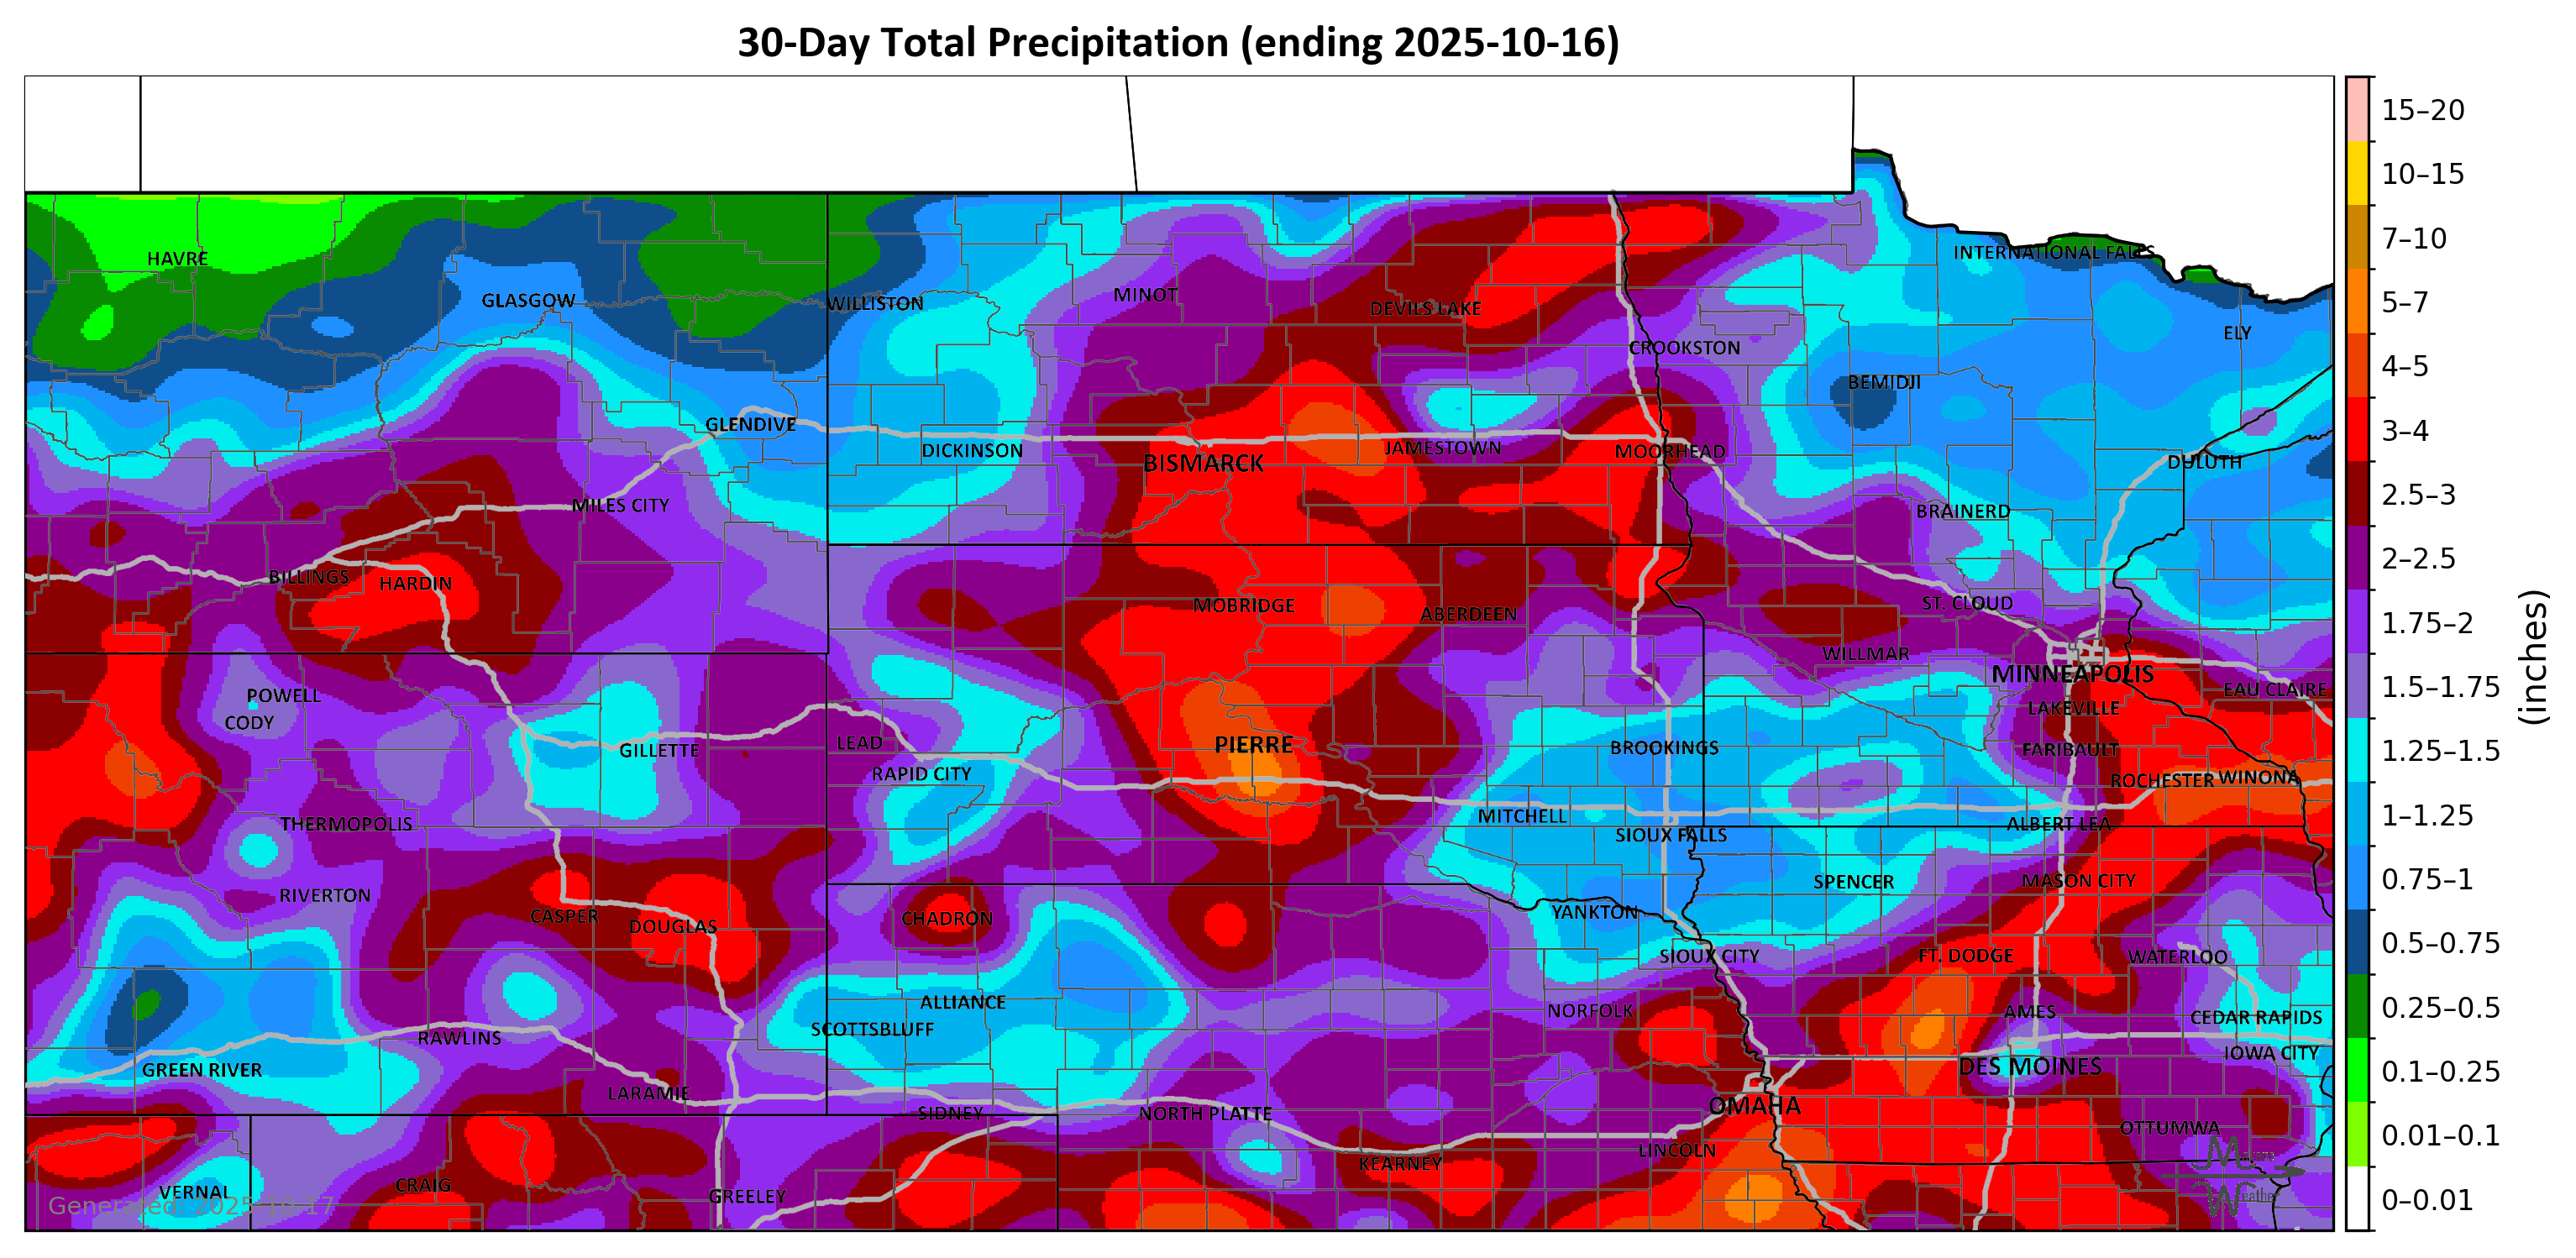 30-Day Total Precipitation (ending 2025-10-16)
15–20
10–15
7–10
5–7
4–5
3–4
2.5–3
2–2.5
1.75–2
1.5–1.75
1.25–1.5
1–1.25
0.75–1
0.5–0.75
0.25–0.5
0.1–0.25
0.01–0.1
0–0.01
(inches)
INTERNATIONAL FALLS
HAVRE
GLASGOW
WILLISTON
MINOT
DEVILS LAKE
ELY
CROOKSTON
BEMIDJI
GLENDIVE
DICKINSON
BISMARCK
JAMESTOWN
MOORHEAD
DULUTH
MILES CITY
BRAINERD
BILLINGS
HARDIN
MOBRIDGE
ABERDEEN
ST. CLOUD
WILLMAR
MINNEAPOLIS
EAU CLAIRE
POWELL
CODY
LAKEVILLE
GILLETTE
LEAD
PIERRE
BROOKINGS
FARIBAULT
RAPID CITY
ROCHESTER
WINONA
THERMOPOLIS
MITCHELL
SIOUX FALLS
ALBERT LEA
RIVERTON
SPENCER
MASON CITY
CASPER
DOUGLAS
CHADRON
YANKTON
SIOUX CITY
FT. DODGE
WATERLOO
ALLIANCE
NORFOLK
AMES
CEDAR RAPIDS
SCOTTSBLUFF
RAWLINS
IOWA CITY
GREEN RIVER
DES MOINES
LARAMIE
SIDNEY
NORTH PLATTE
OMAHA
OTTUMWA
LINCOLN
KEARNEY
VERNAL
CRAIG
GREELEY
Generated: 2025-10-17